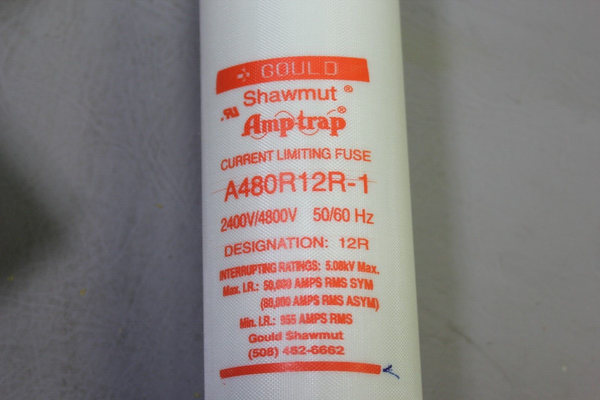 GOULD
Shawmut ®
Amp-trap ®
CURRENT LIMITING FUSE
A480R12R-1
2400V/4800V 50/60 Hz
DESIGNATION: 12R
INTERRUPTING RATINGS: 5.08kV Max.
Max. I.R.: 50,000 AMPS RMS SYM
(80,000 AMPS RMS ASYM)
Min. I.R.: 955 AMPS RMS
Gould Shawmut
(508) 462-6662